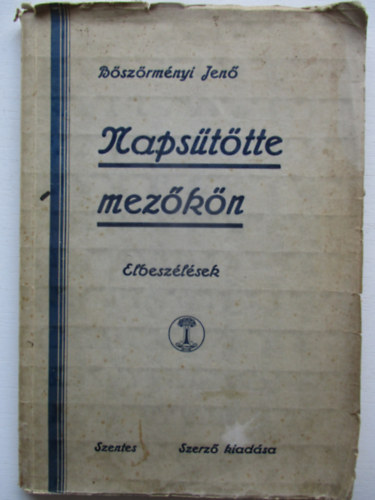 Böszörményi Jenő
Napsütötte
mezőkön
Elbeszélések
Szentes Szerző kiadása